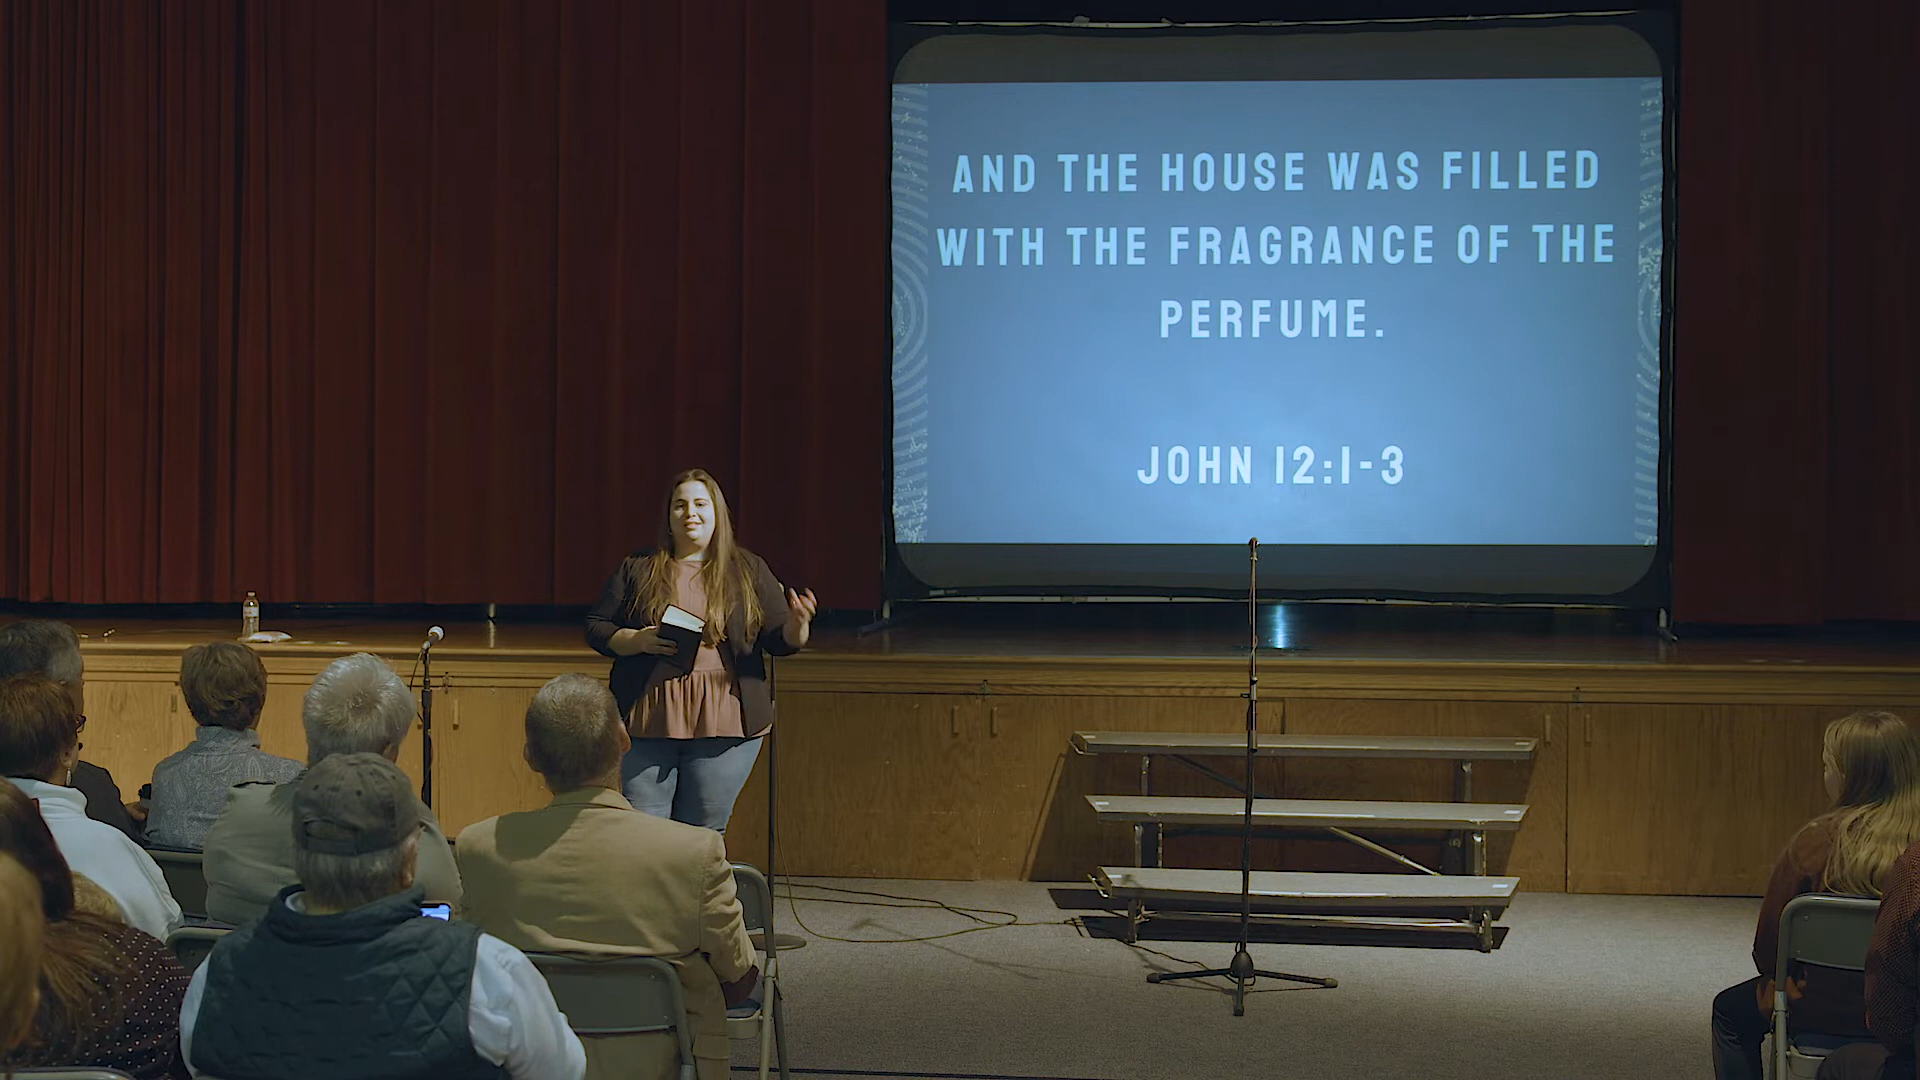 AND THE HOUSE WAS FILLED
WITH THE FRAGRANCE OF THE
PERFUME.
JOHN 12:1-3